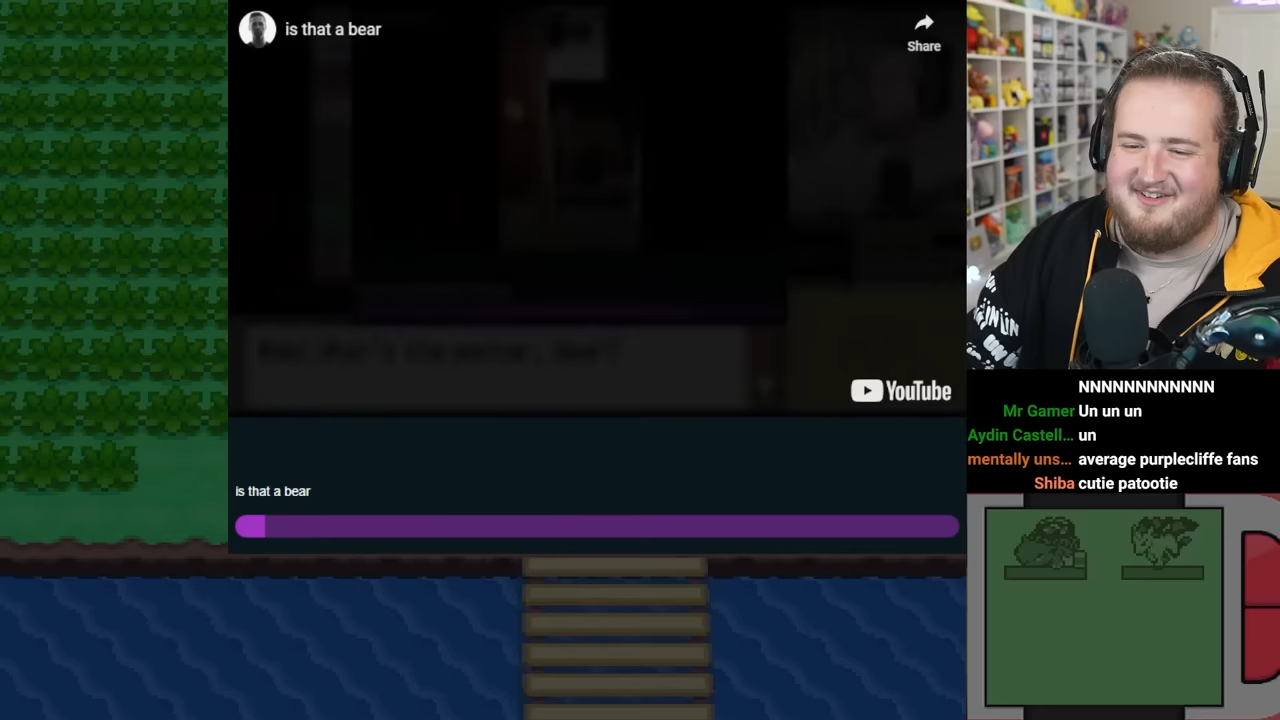 is that a bear
Share
YouTube
is that a bear
NNNNNNNNNNNN
Mr Gamer Un un un
Aydin Castell… un
mentally uns… average purplecliffe fans
Shiba cutie patootie